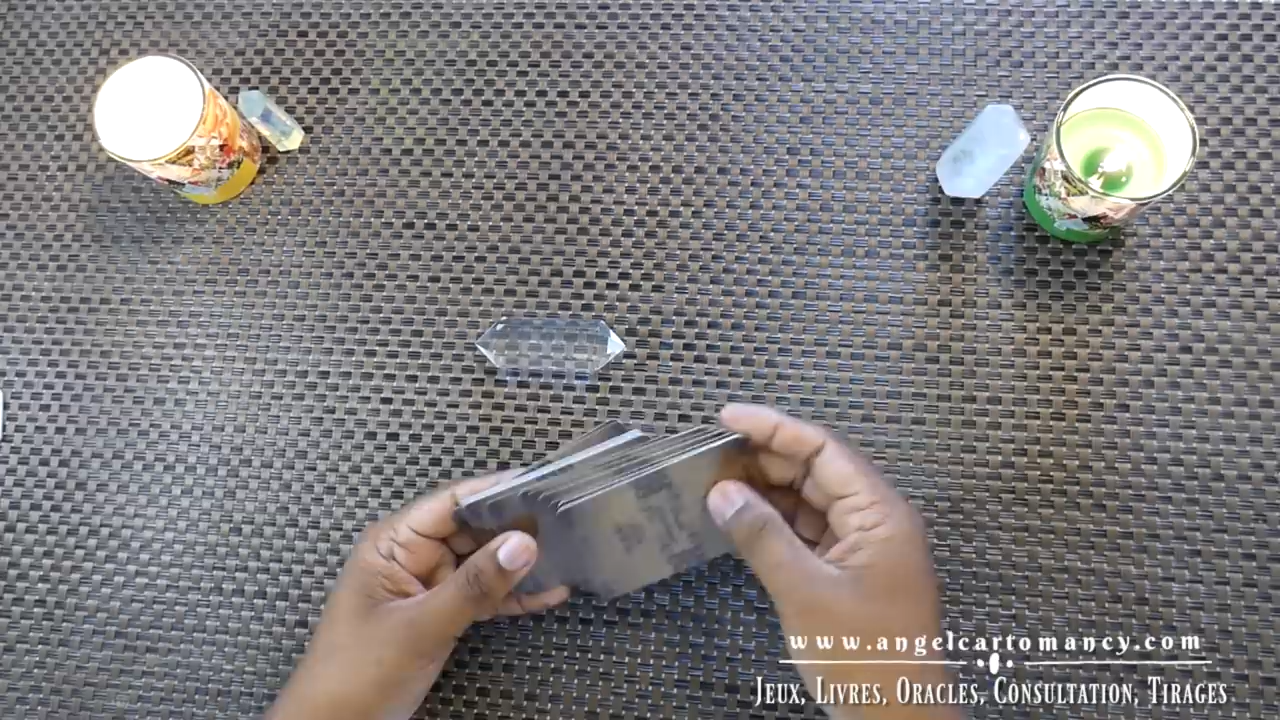 www.angelcartomancy.com
Jeux, Livres, Oracles, Consultation, Tirages